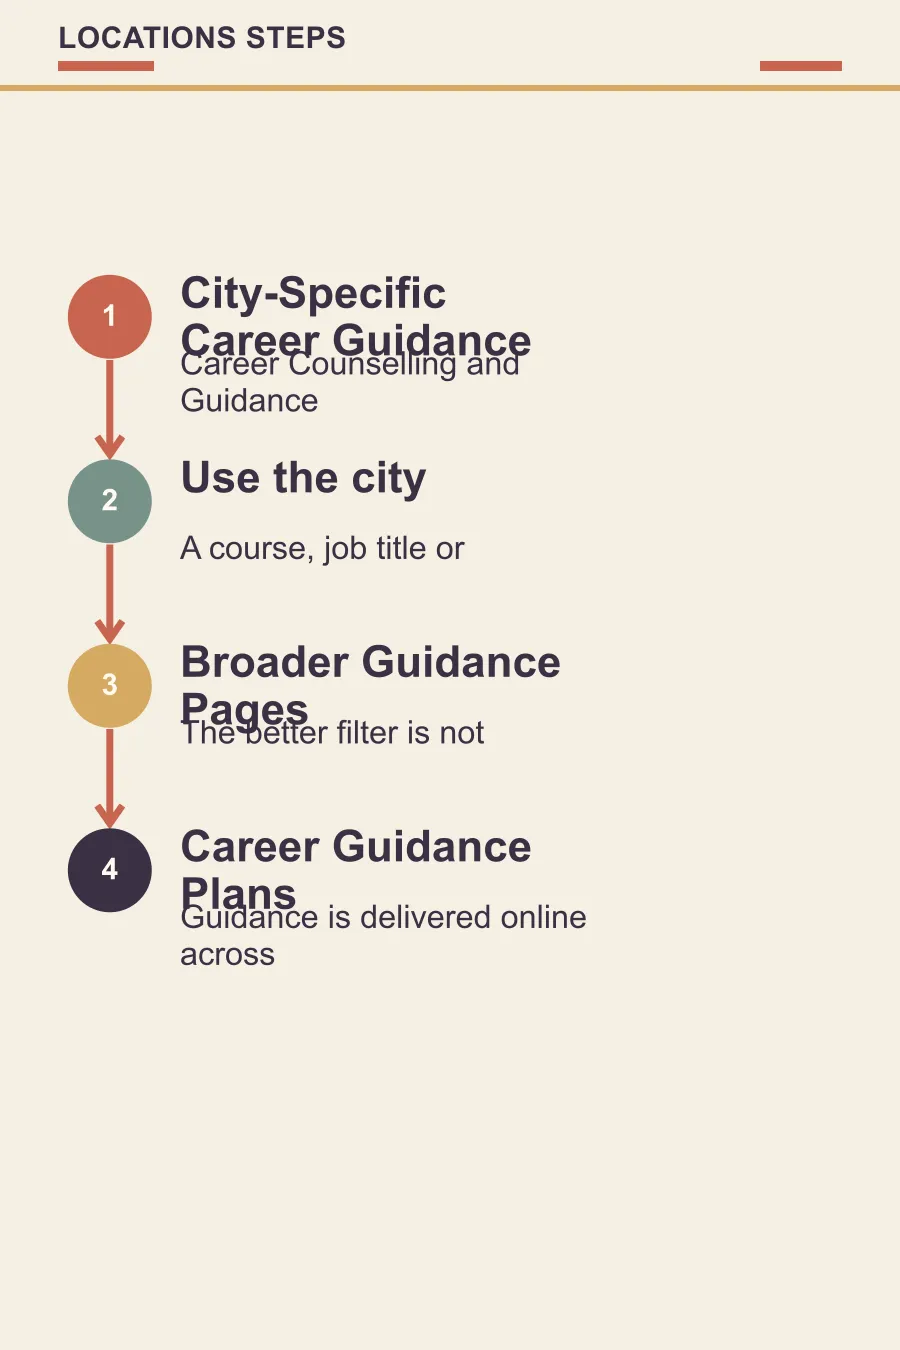 LOCATIONS STEPS
1
City-Specific
Career Guidance
Career Counselling and
Guidance
2
Use the city
A course, job title or
3
Broader Guidance
Pages
The better filter is not
4
Career Guidance
Plans
Guidance is delivered online
across